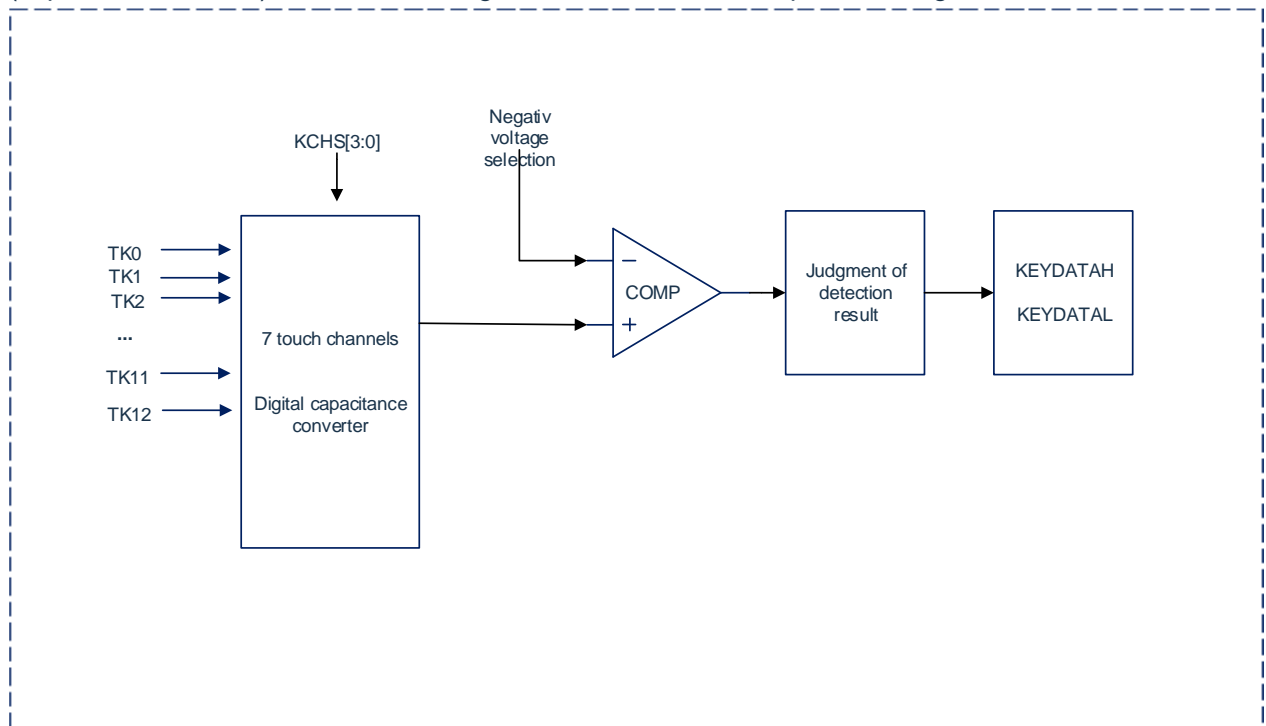 KCHS[3:0]
Negativ
voltage
selection
TK0
TK1
TK2
...
TK11
TK12
7 touch channels
Digital capacitance
converter
−
COMP
+
Judgment of
detection
result
KEYDATAH
KEYDATAL